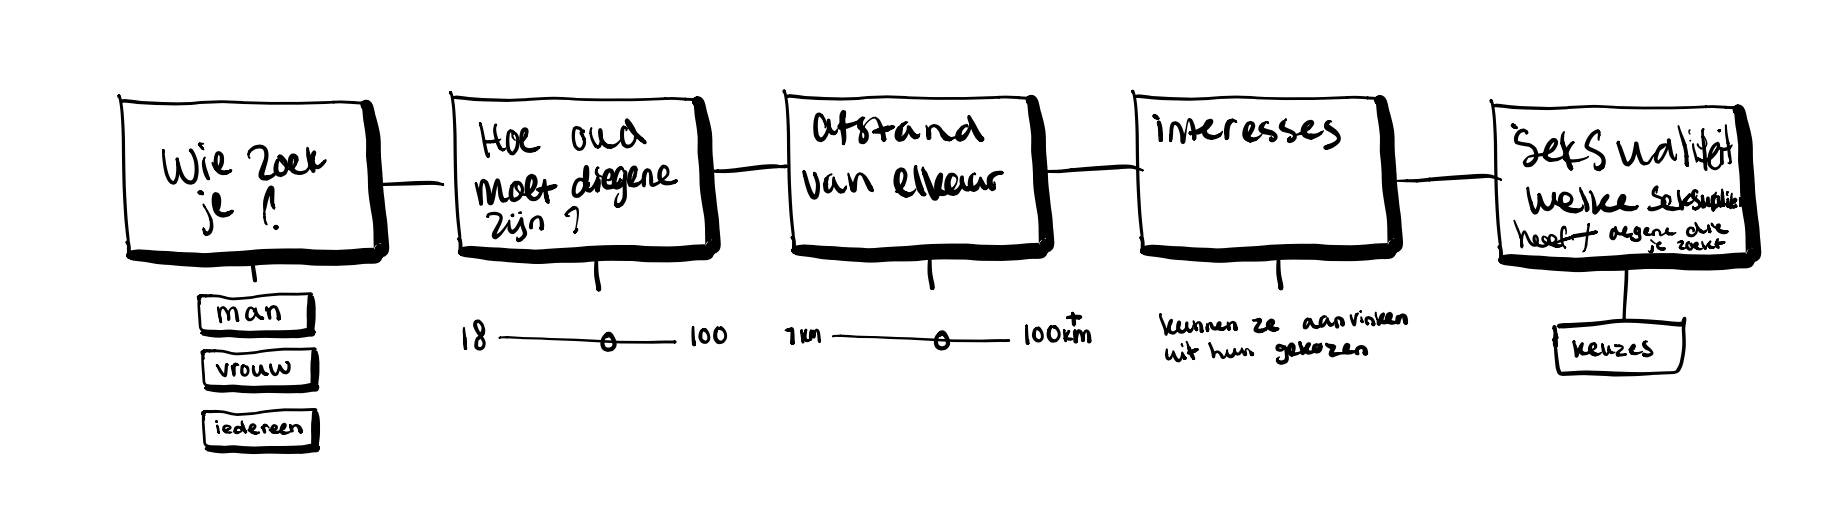 Wie zoek
je ?
man
vrouw
iedereen
Hoe oud
moet diegene
zijn ?
18
100
afstand
van elkaar
1km
100km+
interesses
kunnen ze aanvinken
uit hun gekozen
Seksualiteit
welke seksualiteit
heeft degene die
je zoekt
keuzes